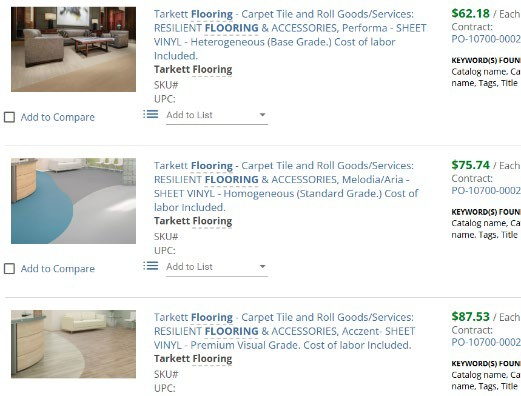 Tarkett Flooring - Carpet Tile and Roll Goods/Services:
RESILIENT FLOORING & ACCESSORIES, Performa - SHEET
VINYL - Heterogeneous (Base Grade.) Cost of labor
Included.
Tarkett Flooring
SKU#
UPC:
Add to Compare
Add to List
$62.18 / Each
Contract:
PO-10700-0002
KEYWORD(S) FOUN
Catalog name, Ca
name, Tags, Title
Tarkett Flooring - Carpet Tile and Roll Goods/Services:
RESILIENT FLOORING & ACCESSORIES, Melodia/Aria -
SHEET VINYL - Homogeneous (Standard Grade.) Cost of
labor Included.
Tarkett Flooring
SKU#
UPC:
Add to Compare
Add to List
$75.74 / Each
Contract:
PO-10700-0002
KEYWORD(S) FOUN
Catalog name, Ca
name, Tags, Title
Tarkett Flooring - Carpet Tile and Roll Goods/Services:
RESILIENT FLOORING & ACCESSORIES, Acczent- SHEET
VINYL - Premium Visual Grade. Cost of labor Included.
Tarkett Flooring
SKU#
UPC:
$87.53 / Each
Contract:
PO-10700-0002
KEYWORD(S) FOUN
Catalog name, Ca
name, Tags, Title